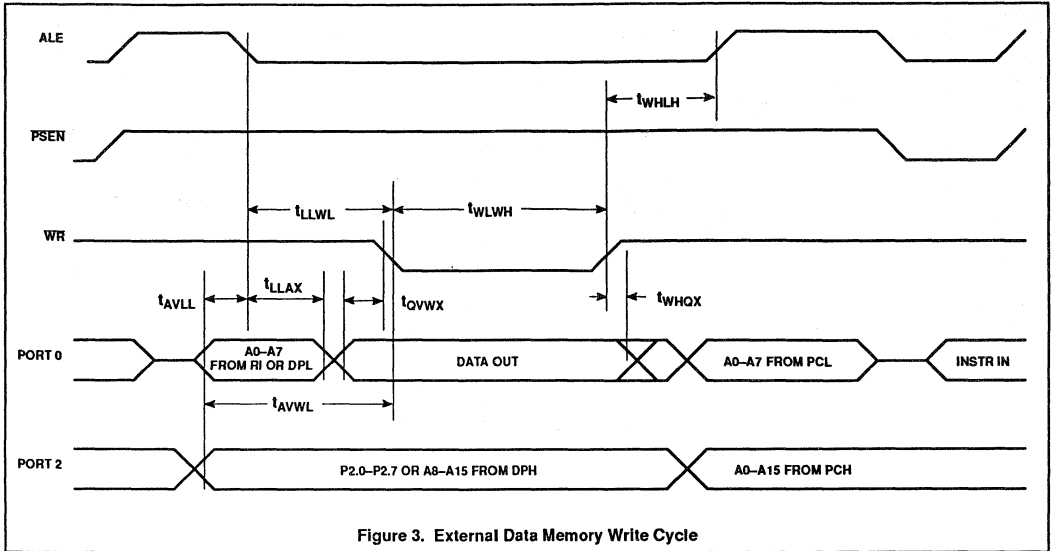 ALE
tWHLH
PSEN
tLLWL
tWLWH
WR
tAVLL
tLLAX
tQVWX
tWHQX
PORT 0
A0–A7
FROM RI OR DPL
DATA OUT
A0–A7 FROM PCL
INSTR IN
tAVWL
PORT 2
P2.0–P2.7 OR A8–A15 FROM DPH
A0–A15 FROM PCH
Figure 3. External Data Memory Write Cycle